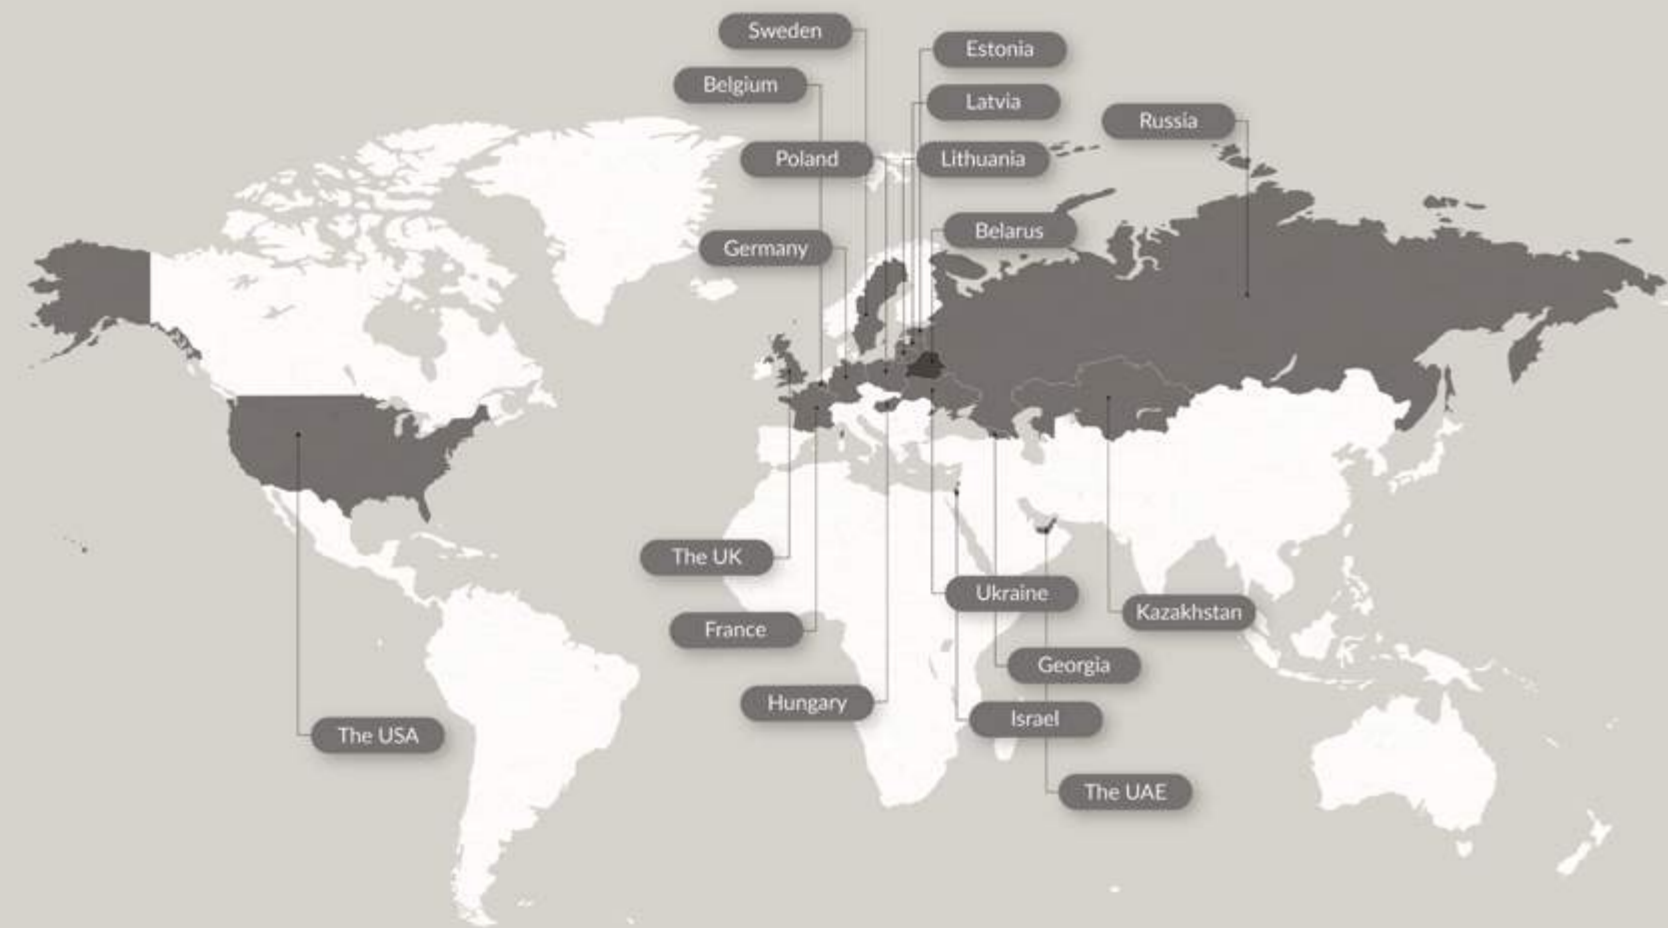 Sweden
Estonia
Belgium
Latvia
Russia
Poland
Lithuania
Belarus
Germany
The UK
Ukraine
Kazakhstan
France
Georgia
Hungary
Israel
The USA
The UAE